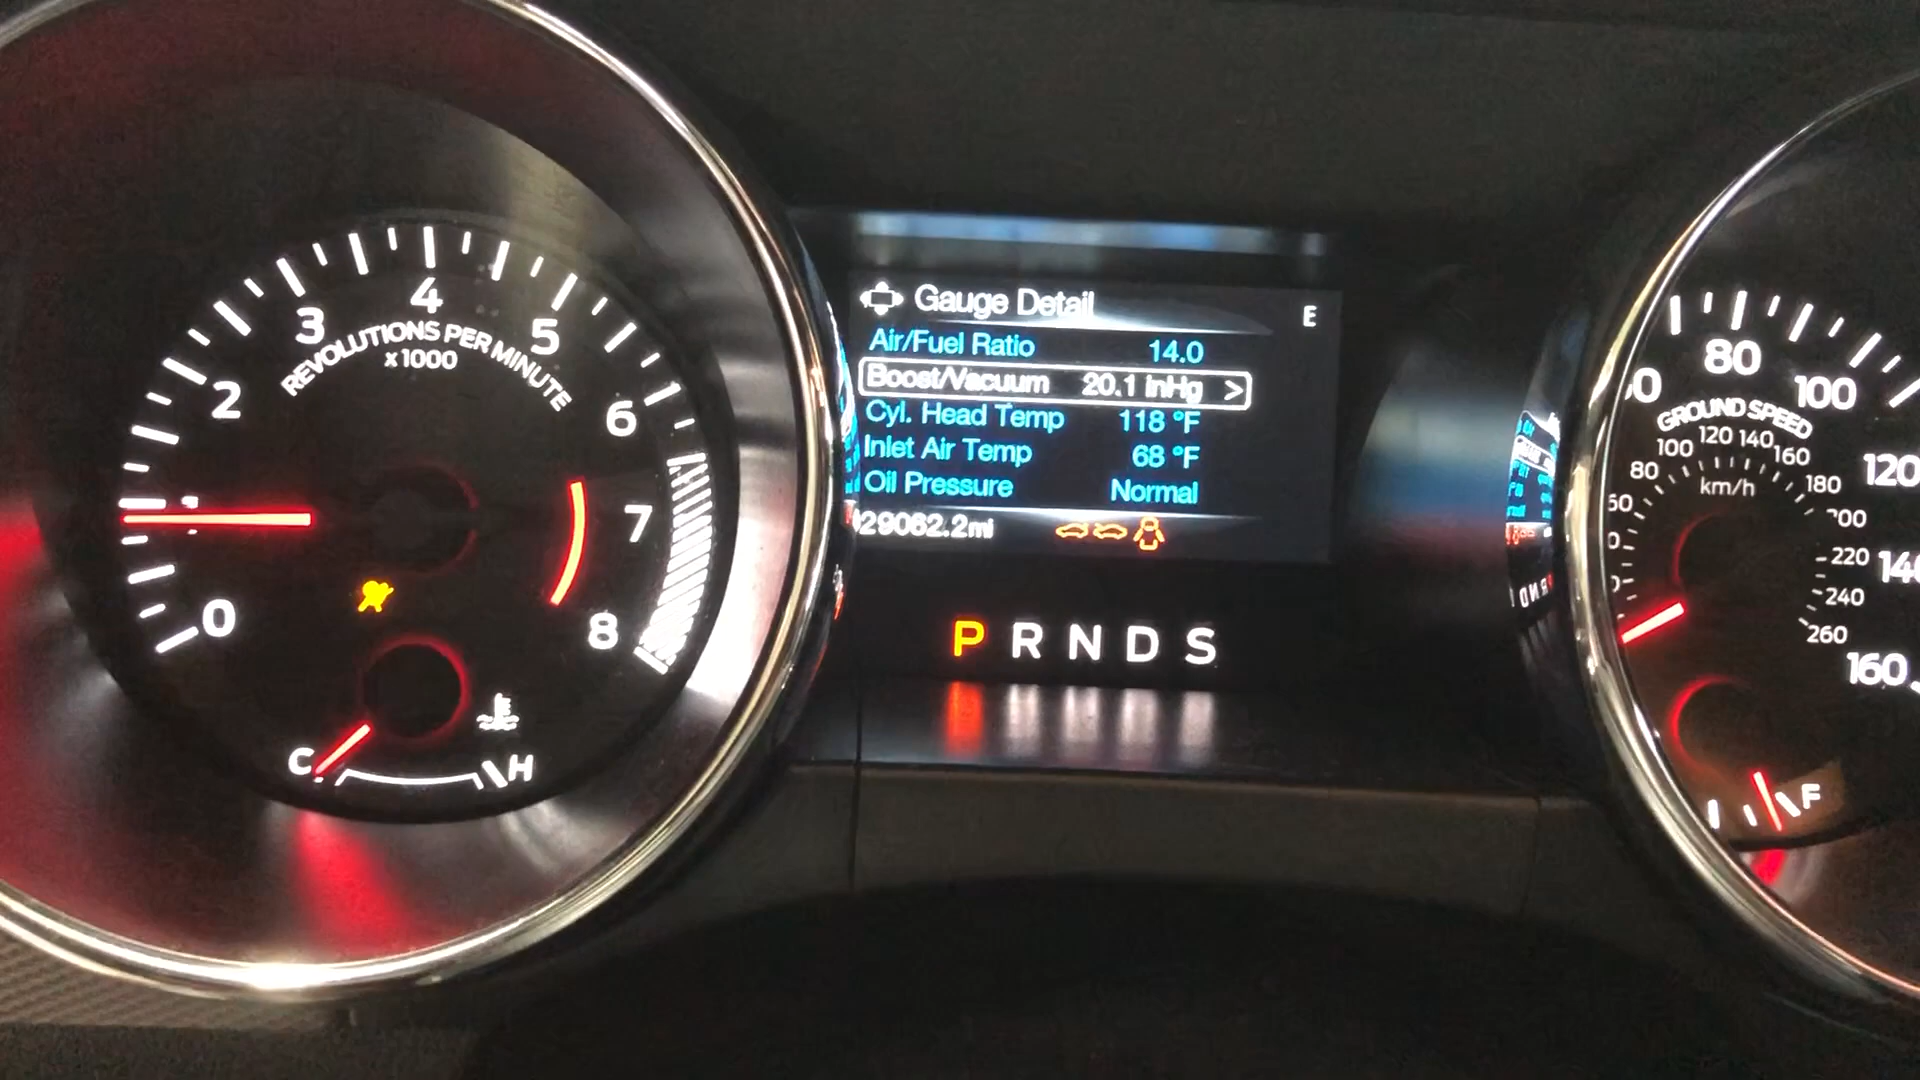 0
1
2
3
4
5
6
7
8
REVOLUTIONS PER MINUTE
x1000
C
H
Gauge Detail
E
Air/Fuel Ratio 14.0
Boost/Vacuum 20.1 inHg >
Cyl. Head Temp 118 °F
Inlet Air Temp 68 °F
Oil Pressure Normal
29062.2mi
P R N D S
80
100
120
160
GROUND SPEED
80
100
120
140
160
180
220
240
260
km/h
F